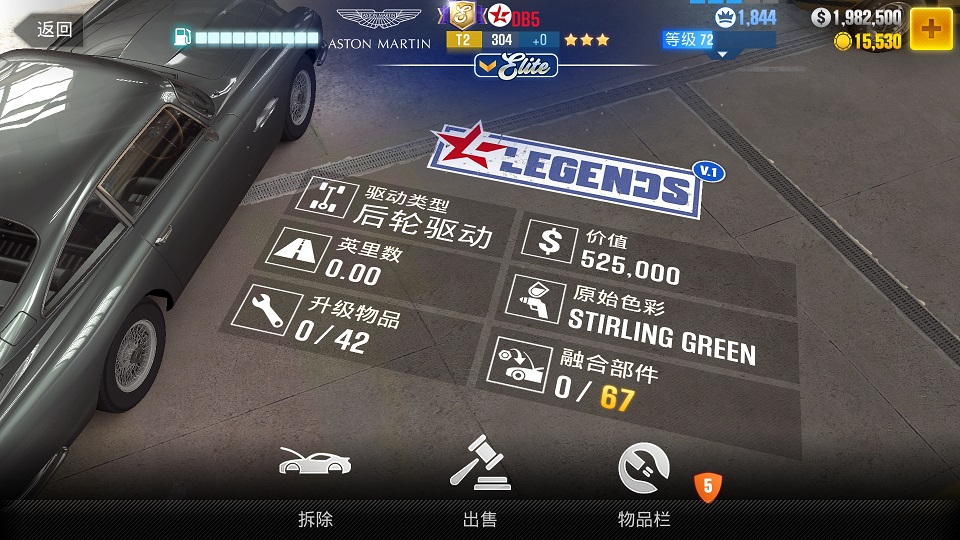 返回
ASTON MARTIN
ASTON MARTIN
S
DB5
T2 304 +0
Elite
1,844
等级 72
$ 1,982,500
15,530
LEGENDS
V.1
驱动类型
后轮驱动
英里数
0.00
升级物品
0 / 42
价值
525,000
原始色彩
STIRLING GREEN
融合部件
0 / 67
5
拆除
出售
物品栏